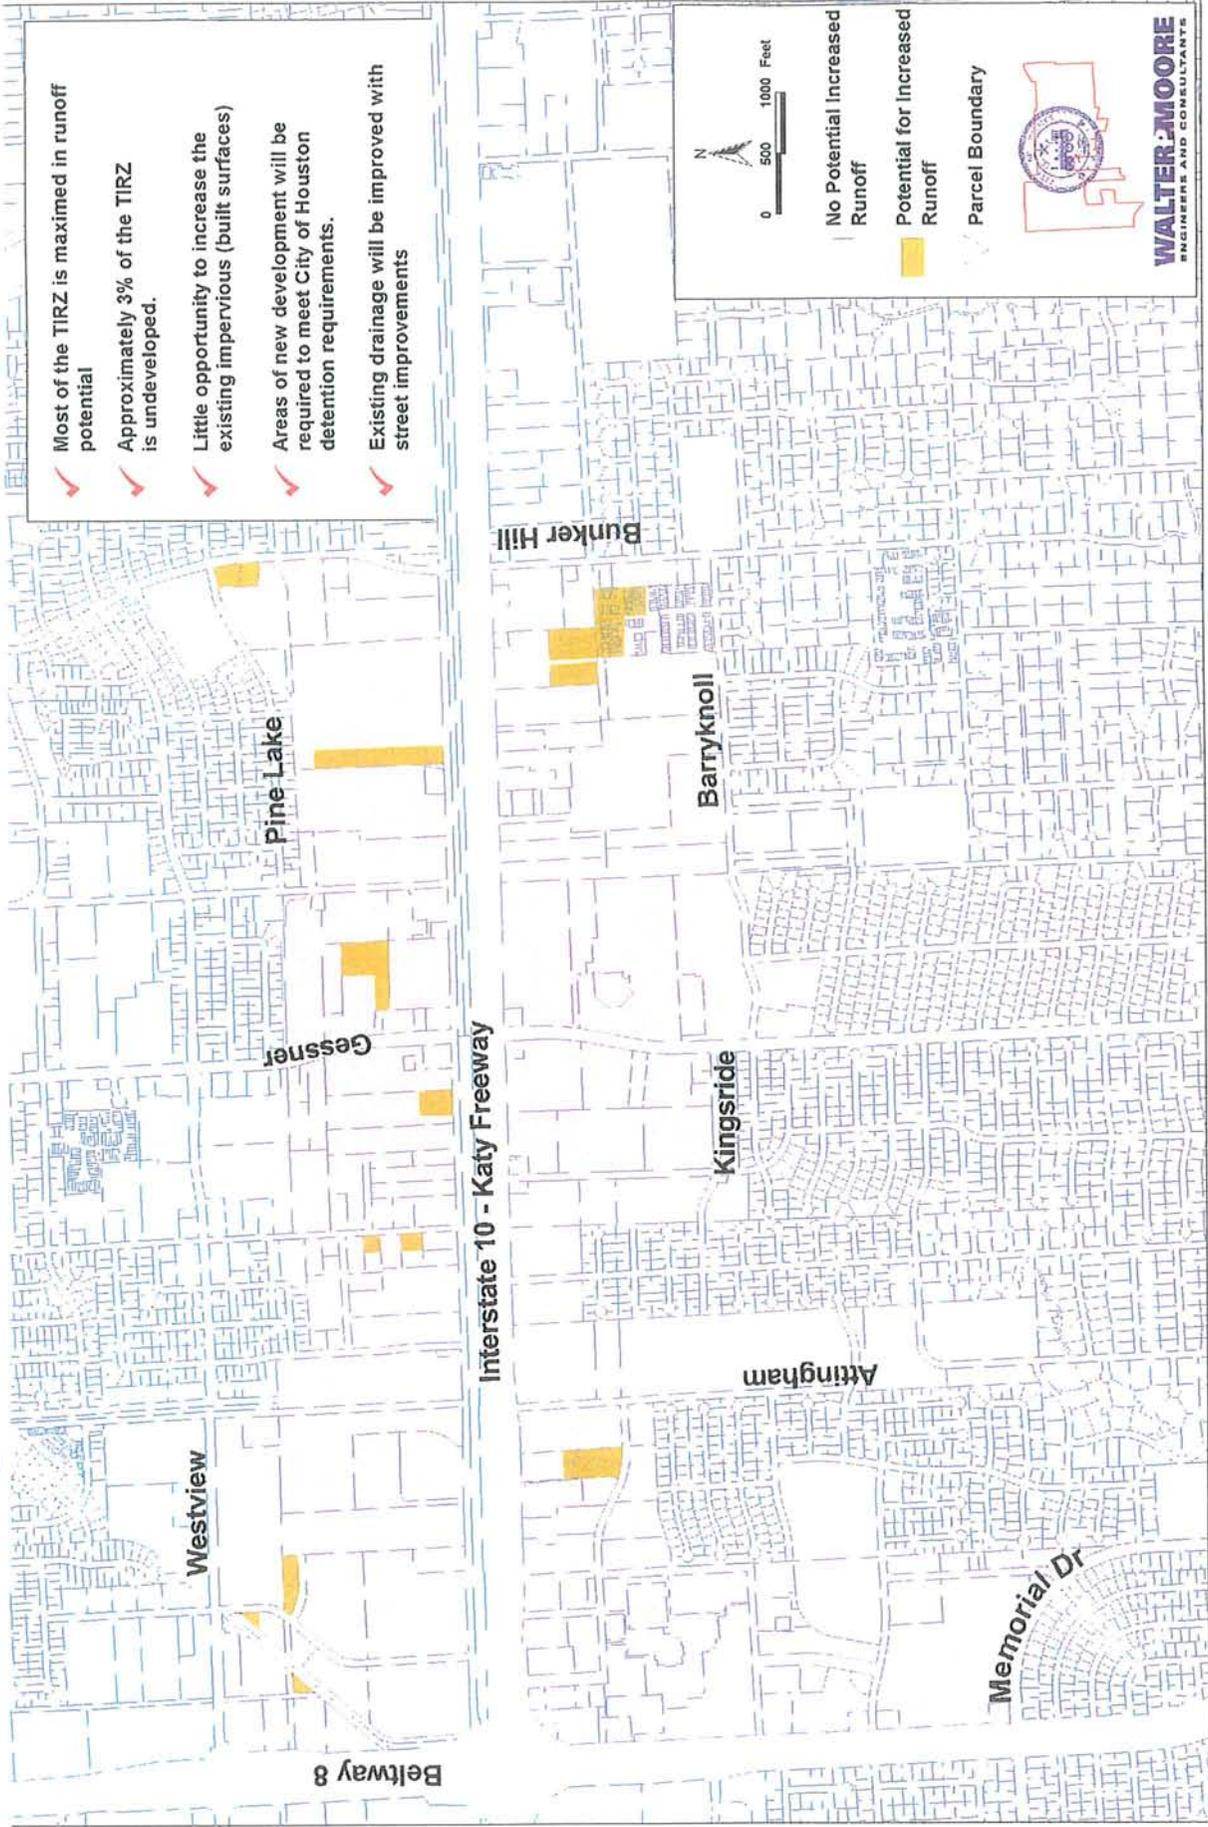 Most of the TIRZ is maximed in runoff
potential
Approximately 3% of the TIRZ
is undeveloped.
Little opportunity to increase the
existing impervious (built surfaces)
Areas of new development will be
required to meet City of Houston
detention requirements.
Existing drainage will be improved with
street improvements
Westview
Pine Lake
Gessner
Beltway 8
Interstate 10 - Katy Freeway
Bunker Hill
Barryknoll
Kingsride
Attingham
Memorial Dr
N
0 500 1000 Feet
No Potential Increased
Runoff
Potential for Increased
Runoff
Parcel Boundary
WALTER P MOORE
ENGINEERS AND CONSULTANTS